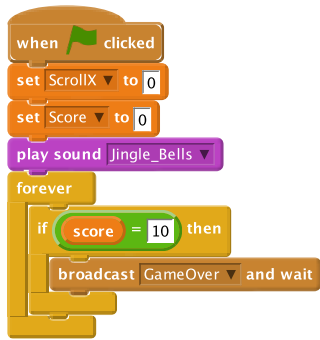 when clicked
set ScrollX to 0
set Score to 0
play sound Jingle_Bells
forever
if score = 10 then
broadcast GameOver and wait